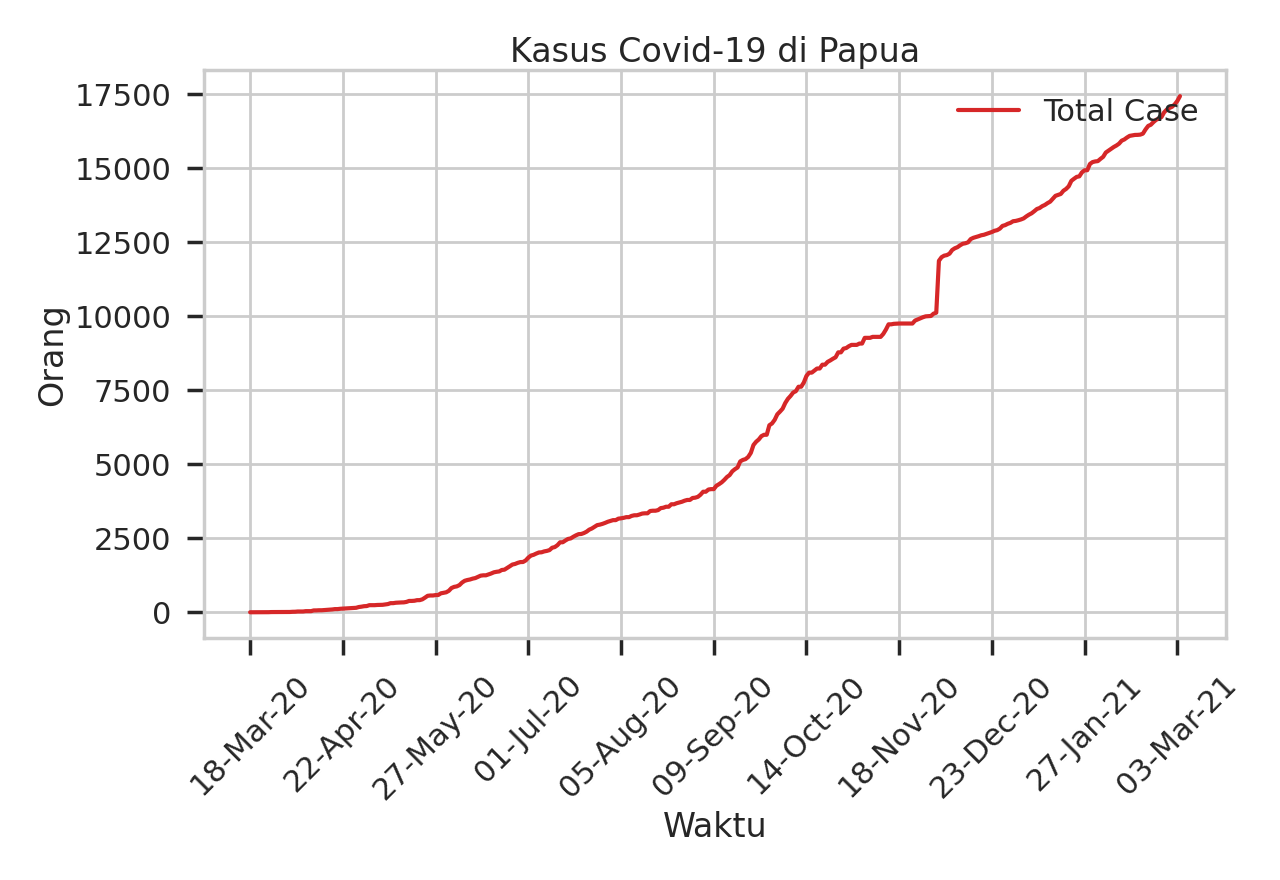 Kasus Covid-19 di Papua
Total Case
Orang
17500
15000
12500
10000
7500
5000
2500
0
18-Mar-20
22-Apr-20
27-May-20
01-Jul-20
05-Aug-20
09-Sep-20
14-Oct-20
18-Nov-20
23-Dec-20
27-Jan-21
03-Mar-21
Waktu